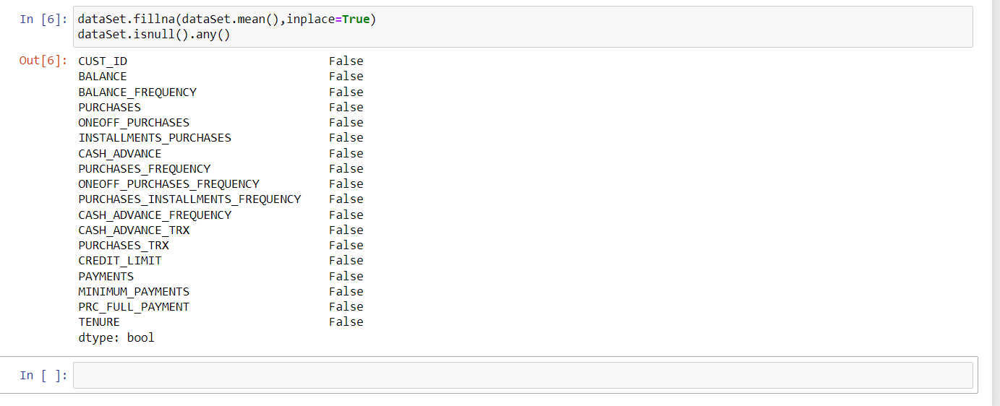 In [6]: dataSet.fillna(dataSet.mean(),inplace=True)
dataSet.isnull().any()
Out[6]: CUST_ID False
BALANCE False
BALANCE_FREQUENCY False
PURCHASES False
ONEOFF_PURCHASES False
INSTALLMENTS_PURCHASES False
CASH_ADVANCE False
PURCHASES_FREQUENCY False
ONEOFF_PURCHASES_FREQUENCY False
PURCHASES_INSTALLMENTS_FREQUENCY False
CASH_ADVANCE_FREQUENCY False
CASH_ADVANCE_TRX False
PURCHASES_TRX False
CREDIT_LIMIT False
PAYMENTS False
MINIMUM_PAYMENTS False
PRC_FULL_PAYMENT False
TENURE False
dtype: bool
In [ ]: